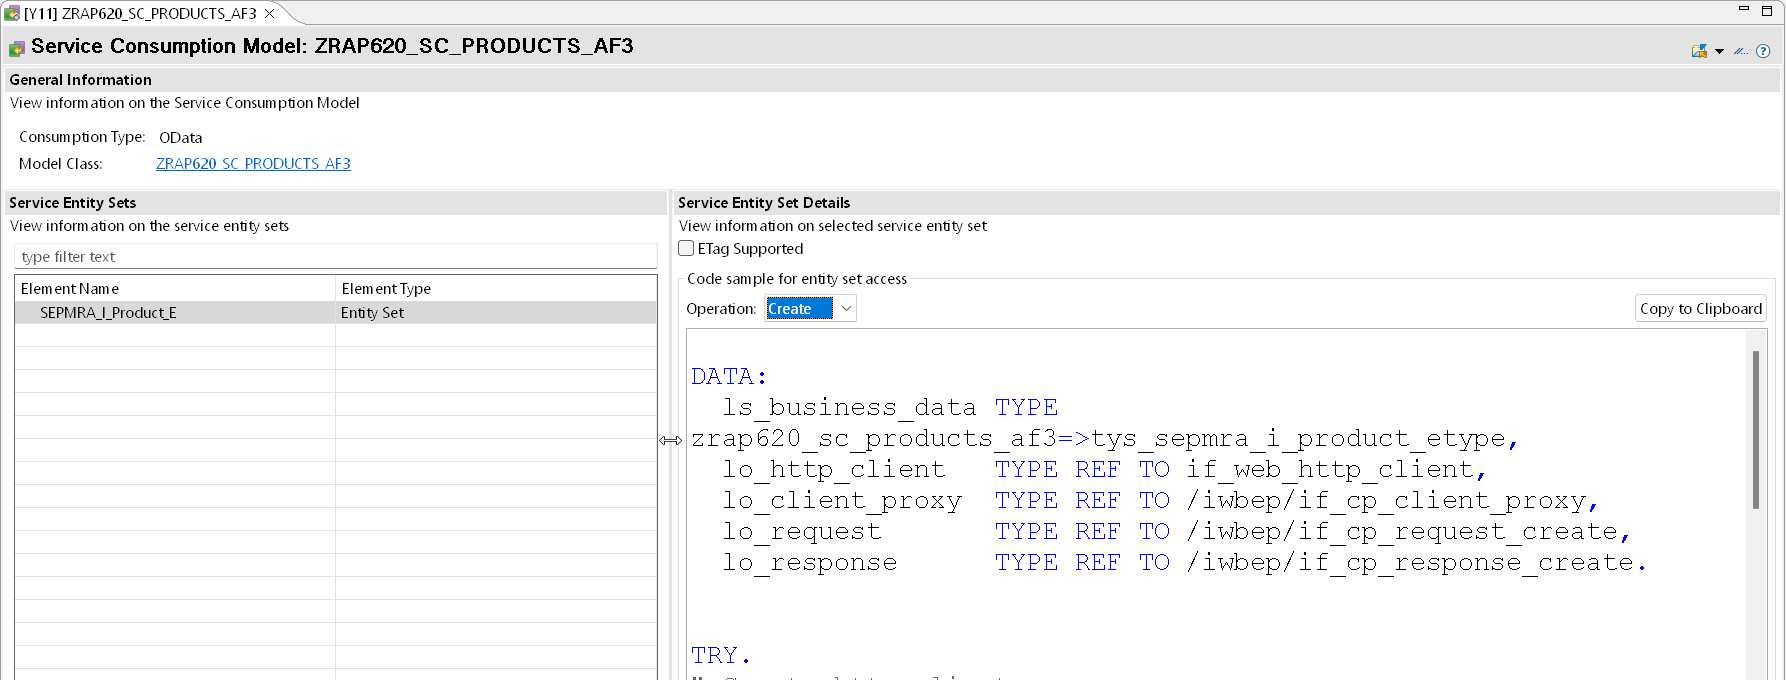 [Y11] ZRAP620_SC_PRODUCTS_AF3
Service Consumption Model: ZRAP620_SC_PRODUCTS_AF3
General Information
View information on the Service Consumption Model
Consumption Type: OData
Model Class: ZRAP620_SC_PRODUCTS_AF3
Service Entity Sets
View information on the service entity sets
type filter text
Element Name Element Type
SEPMRA_I_Product_E Entity Set
Service Entity Set Details
View information on selected service entity set
ETag Supported
Code sample for entity set access
Operation: Create Copy to Clipboard
DATA:
ls_business_data TYPE
zrap620_sc_products_af3=>tys_sepmra_i_product_etype,
lo_http_client TYPE REF TO if_web_http_client,
lo_client_proxy TYPE REF TO /iwbep/if_cp_client_proxy,
lo_request TYPE REF TO /iwbep/if_cp_request_create,
lo_response TYPE REF TO /iwbep/if_cp_response_create.
TRY.